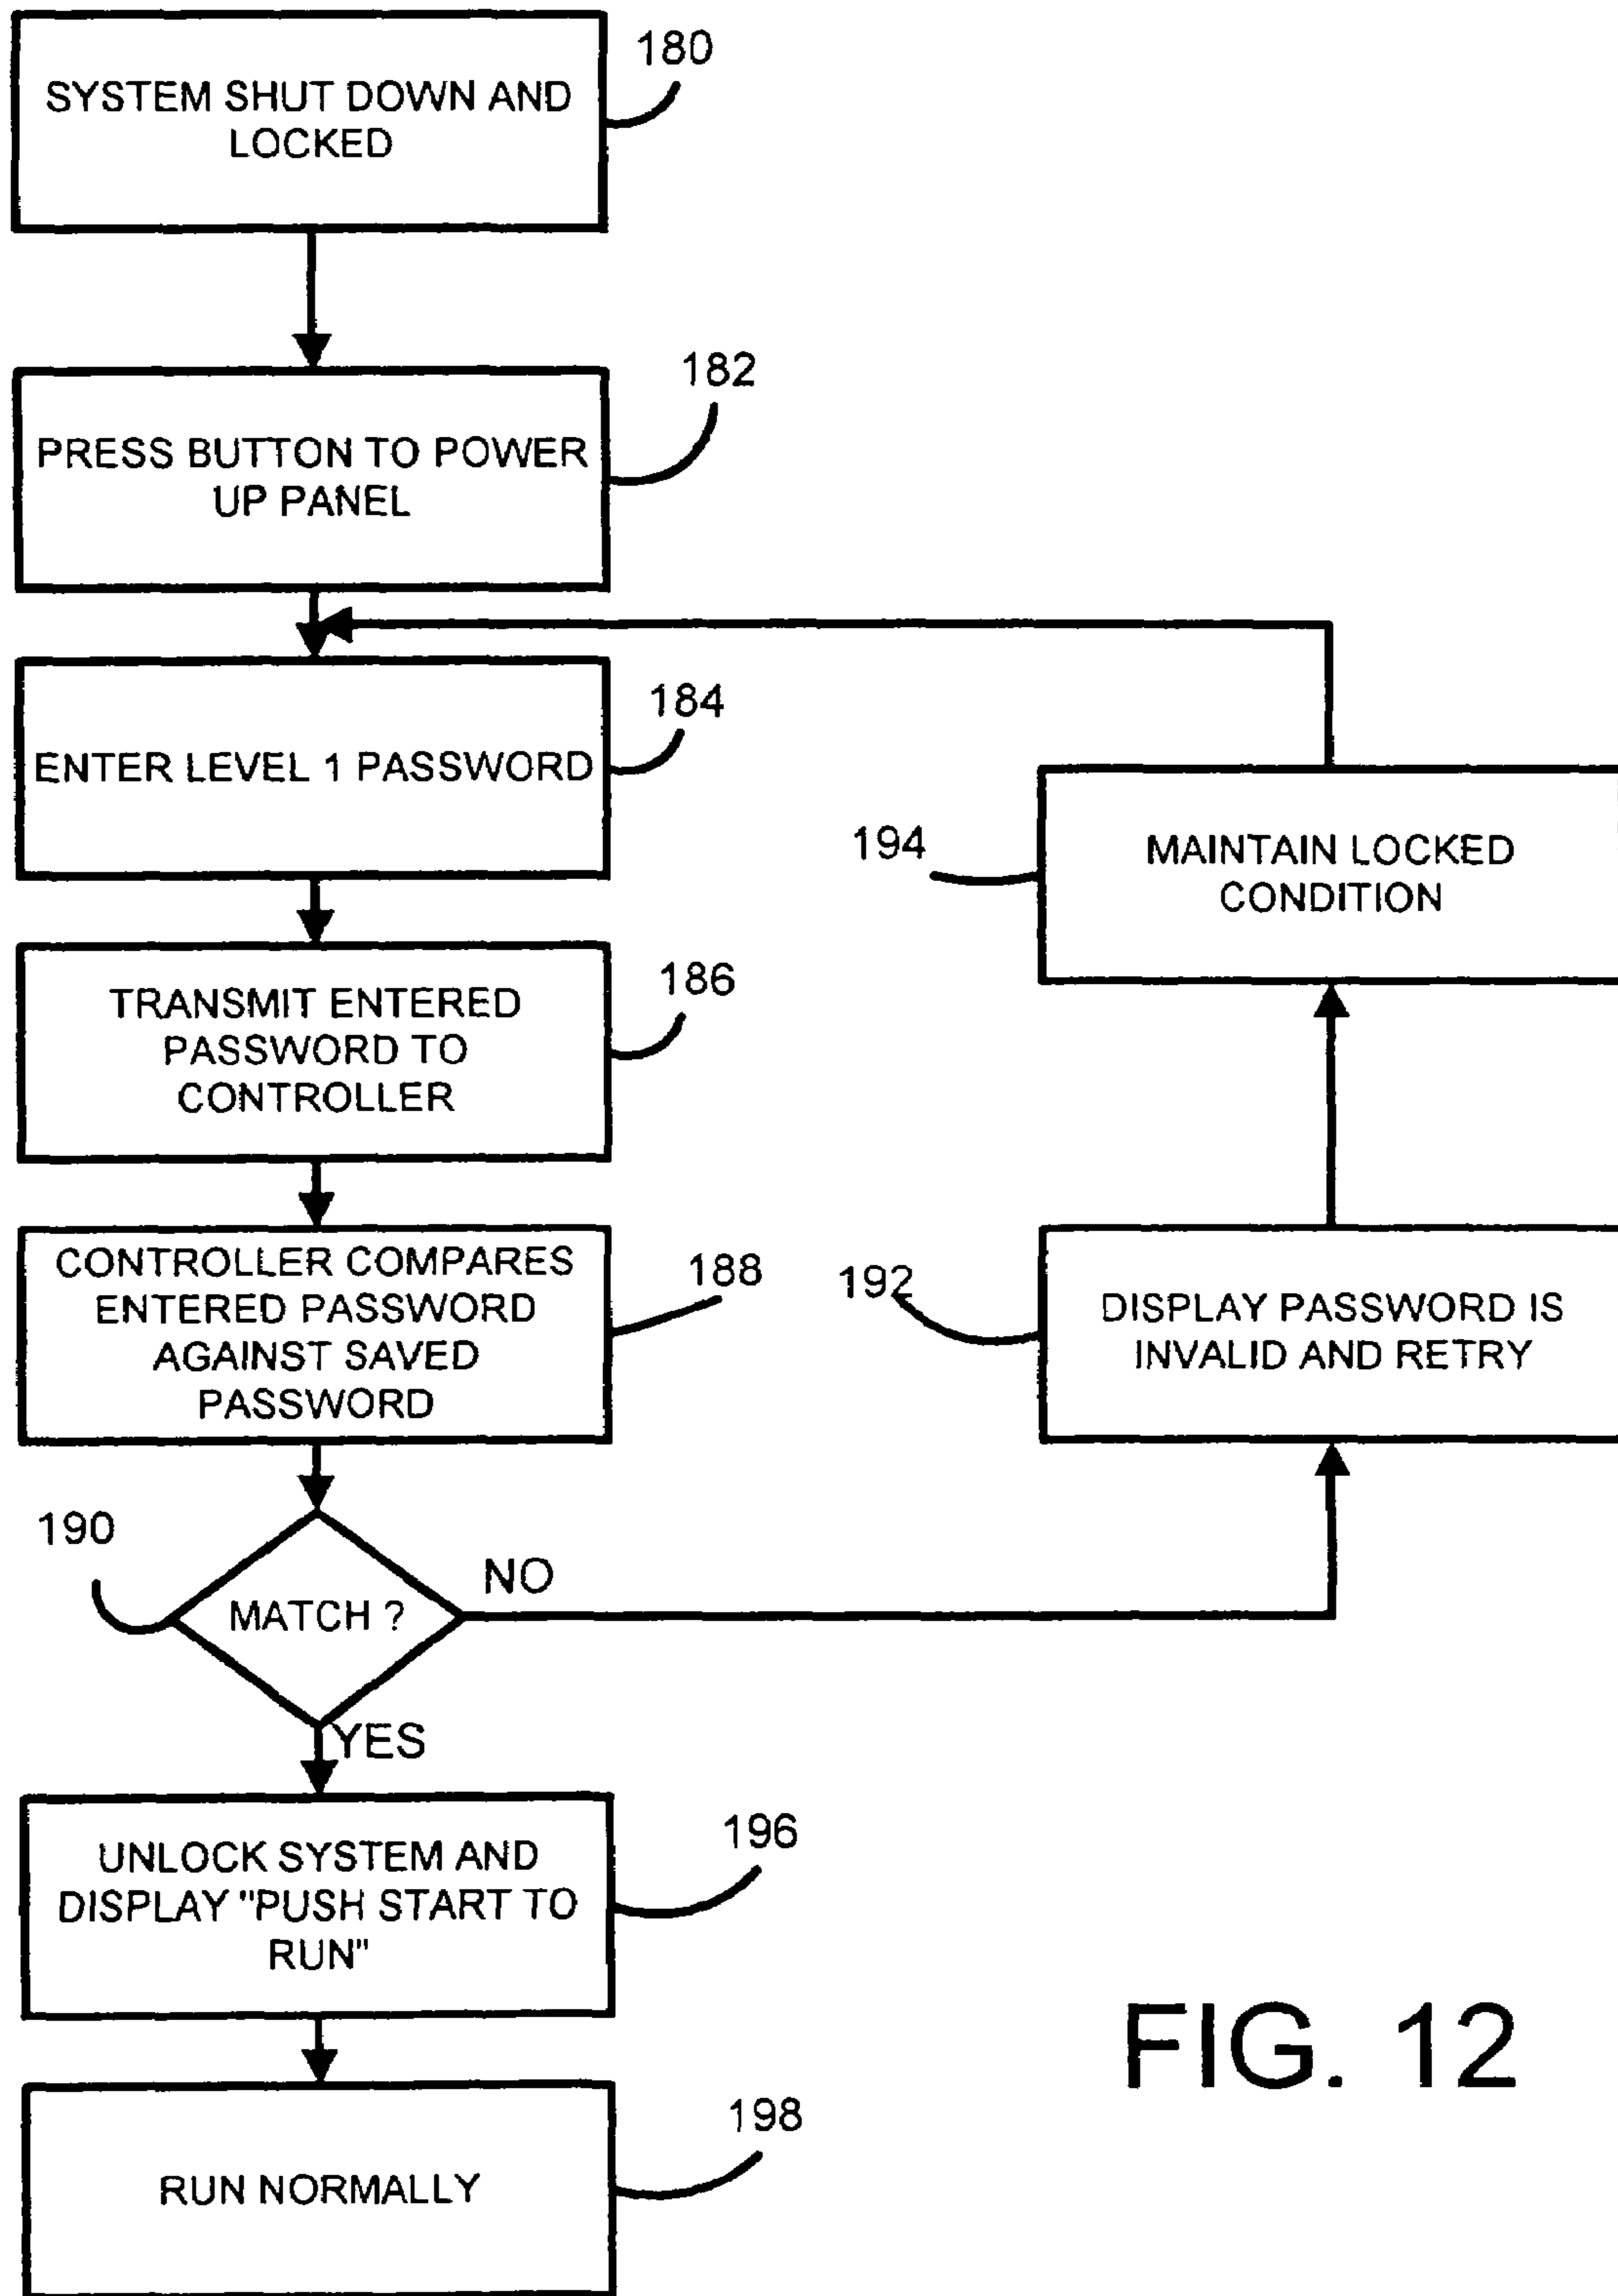 180
SYSTEM SHUT DOWN AND
LOCKED
182
PRESS BUTTON TO POWER
UP PANEL
184
ENTER LEVEL 1 PASSWORD
186
TRANSMIT ENTERED
PASSWORD TO
CONTROLLER
188
CONTROLLER COMPARES
ENTERED PASSWORD
AGAINST SAVED
PASSWORD
190
MATCH ?
NO
YES
192
DISPLAY PASSWORD IS
INVALID AND RETRY
194
MAINTAIN LOCKED
CONDITION
196
UNLOCK SYSTEM AND
DISPLAY "PUSH START TO
RUN"
198
RUN NORMALLY
FIG. 12